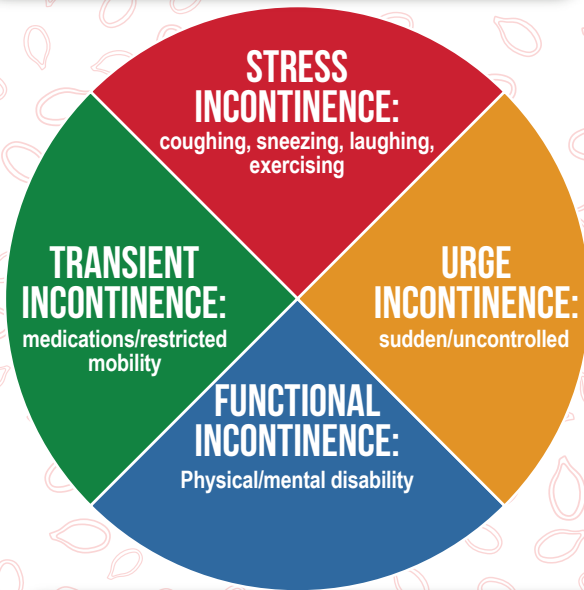 STRESS
INCONTINENCE:
coughing, sneezing, laughing,
exercising
TRANSIENT
INCONTINENCE:
medications/restricted
mobility
URGE
INCONTINENCE:
sudden/uncontrolled
FUNCTIONAL
INCONTINENCE:
Physical/mental disability